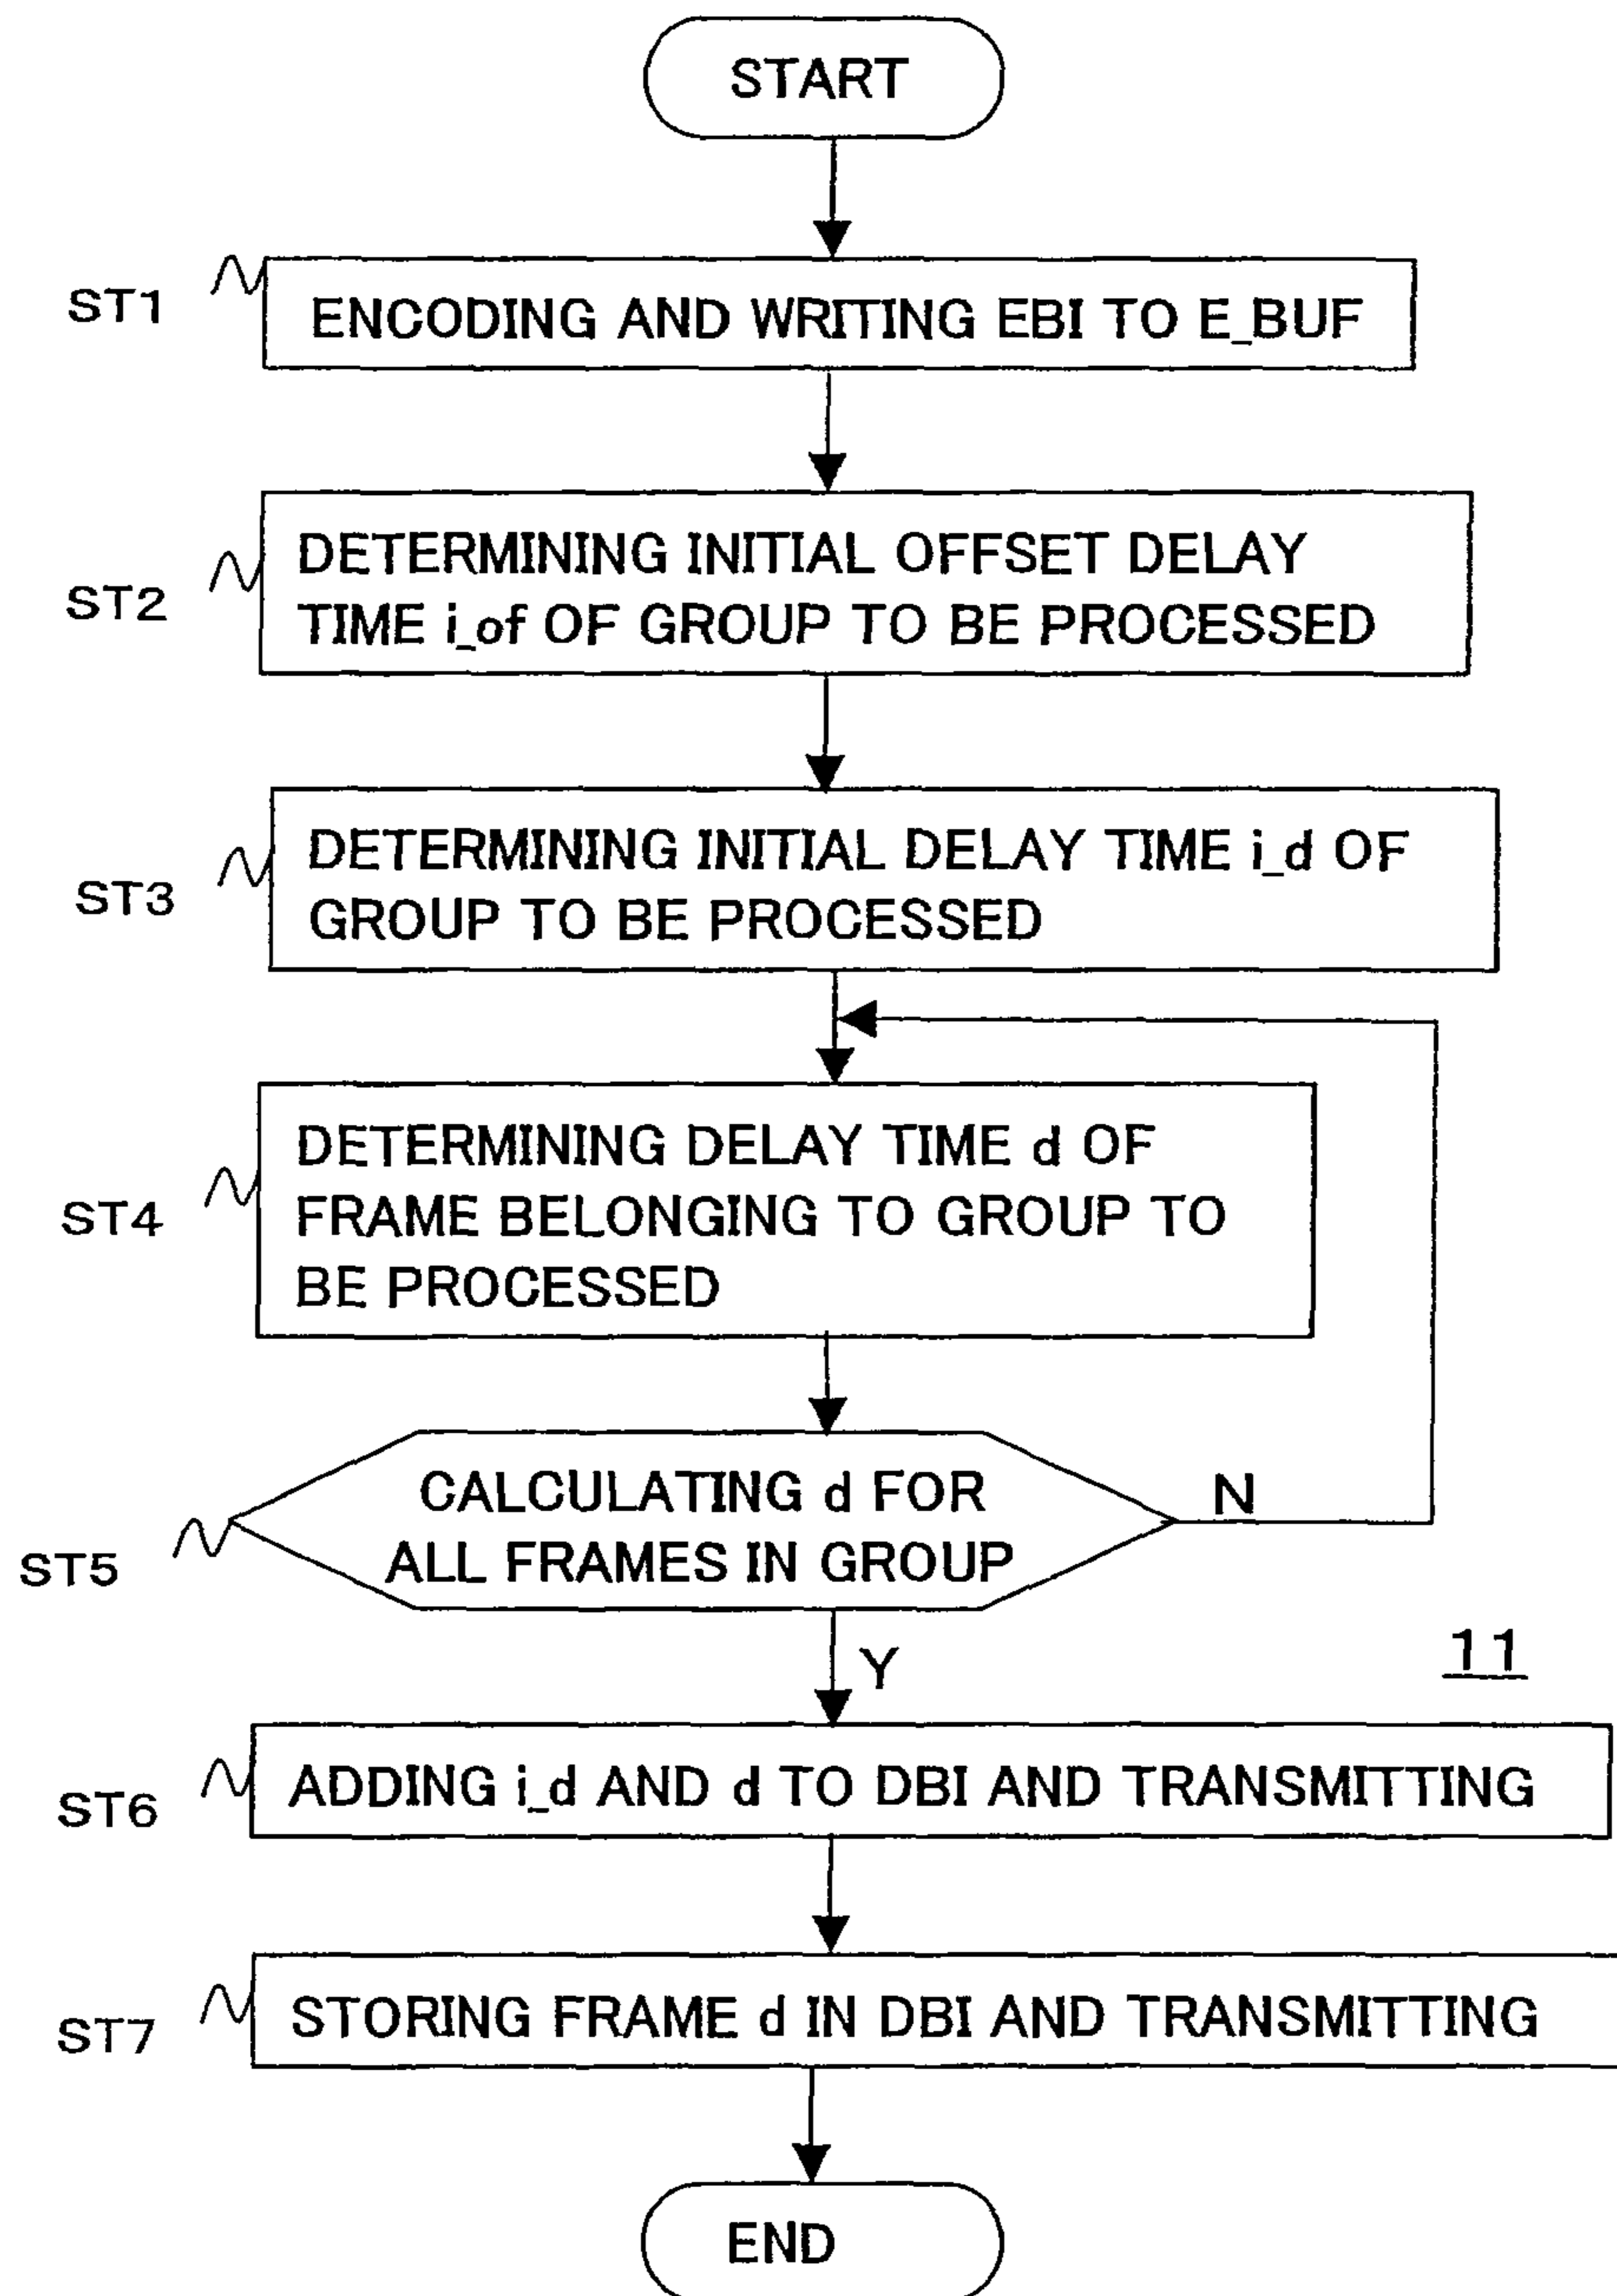 START
ST1
ENCODING AND WRITING EBI TO E_BUF
ST2
DETERMINING INITIAL OFFSET DELAY
TIME i_of OF GROUP TO BE PROCESSED
ST3
DETERMINING INITIAL DELAY TIME i_d OF
GROUP TO BE PROCESSED
ST4
DETERMINING DELAY TIME d OF
FRAME BELONGING TO GROUP TO
BE PROCESSED
ST5
CALCULATING d FOR
ALL FRAMES IN GROUP
N
Y
11
ST6
ADDING i_d AND d TO DBI AND TRANSMITTING
ST7
STORING FRAME d IN DBI AND TRANSMITTING
END